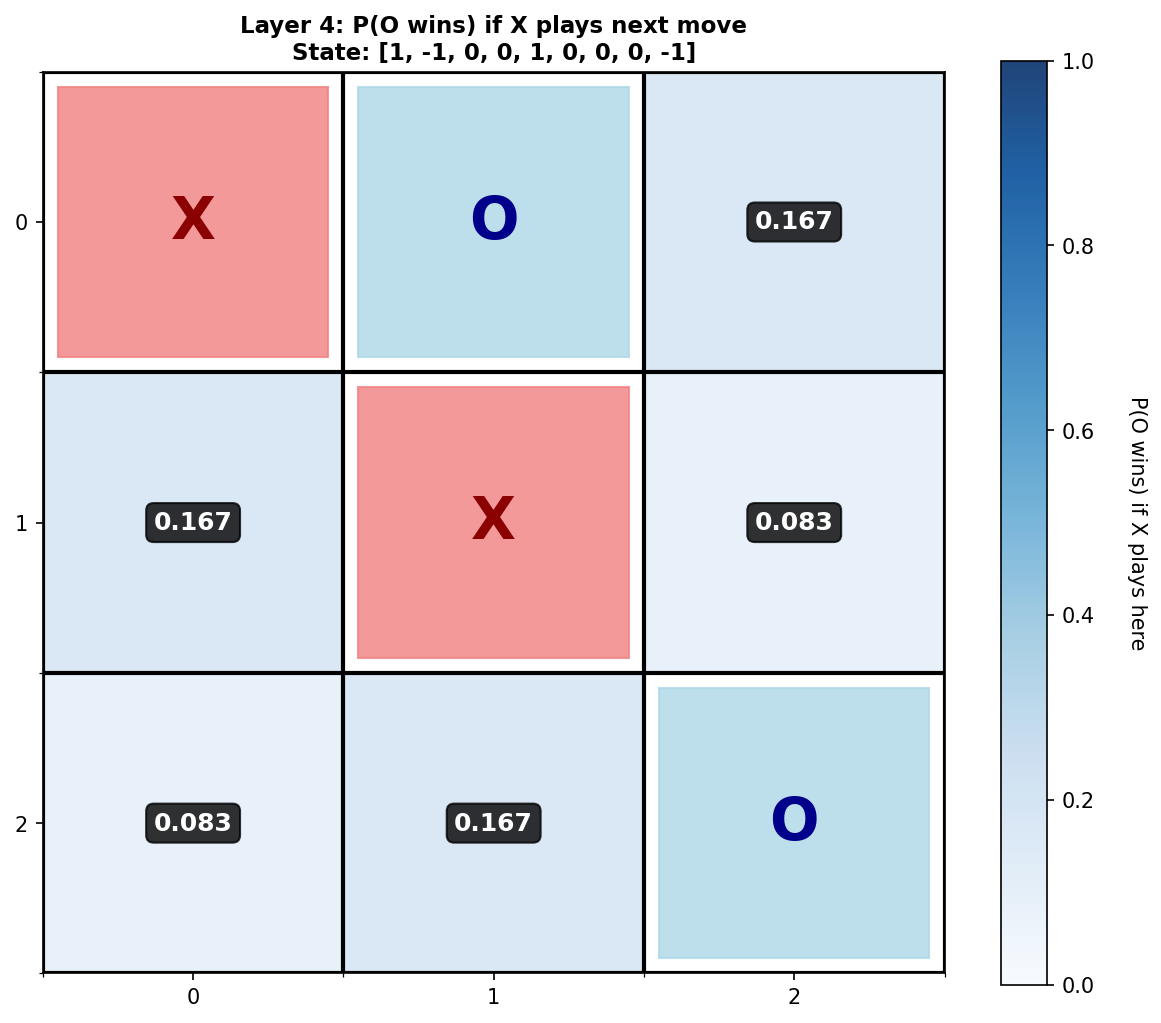 Layer 4: P(O wins) if X plays next move
State: [1, -1, 0, 0, 1, 0, 0, 0, -1]
X
O
0.167
0.167
X
0.083
0.083
0.167
O
0
1
2
0
1
2
1.0
0.8
0.6
0.4
0.2
0.0
P(O wins) if X plays here